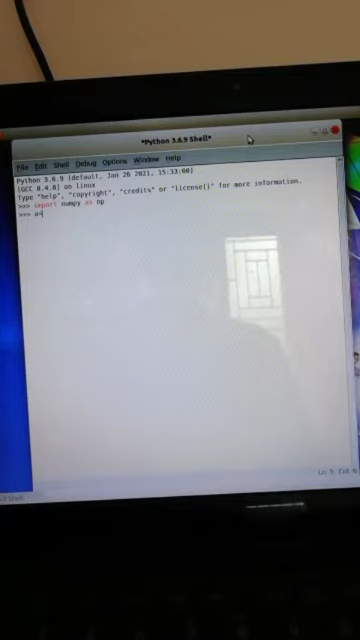 *Python 3.6.9 Shell*
File Edit Shell Debug Options Window Help
Python 3.6.9 (default, Jan 26 2021, 15:33:00)
[GCC 8.4.0] on linux
Type "help", "copyright", "credits" or "license()" for more information.
>>> import numpy as np
>>> a=
Ln: 5 Col: 6
Shell